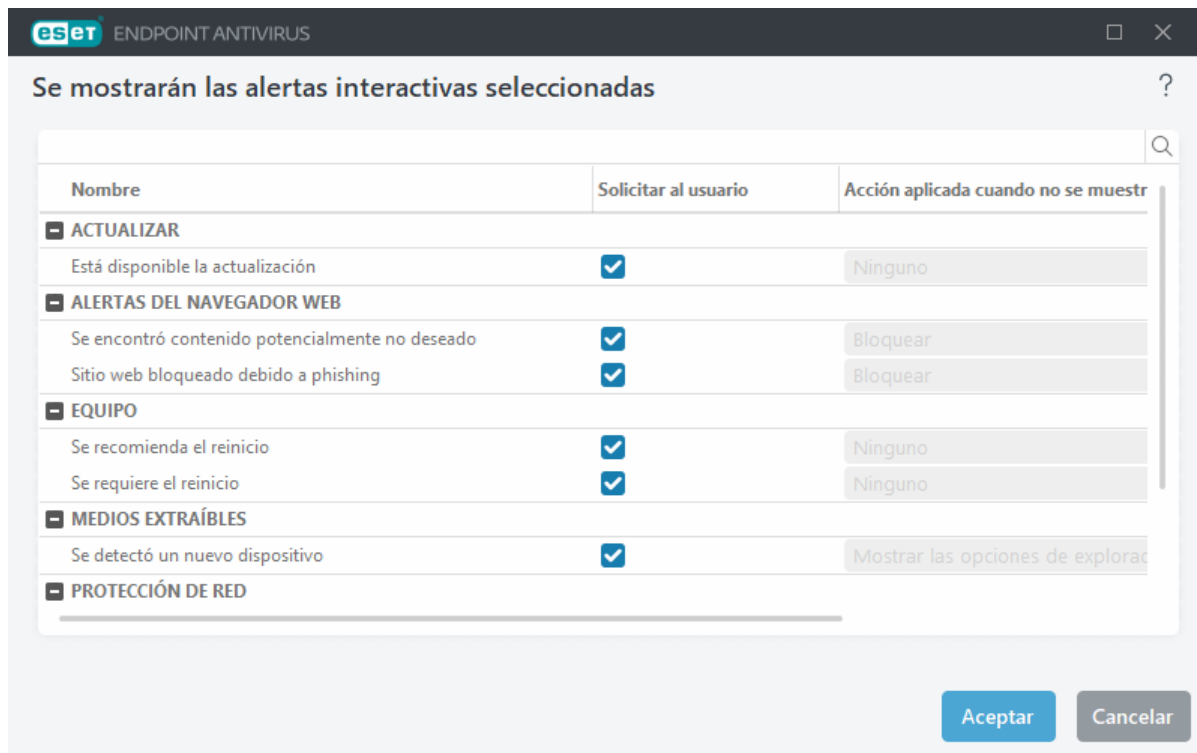 eseT ENDPOINT ANTIVIRUS
Se mostrarán las alertas interactivas seleccionadas ?
Nombre Solicitar al usuario Acción aplicada cuando no se muestr
ACTUALIZAR
Está disponible la actualización Ninguno
ALERTAS DEL NAVEGADOR WEB
Se encontró contenido potencialmente no deseado Bloquear
Sitio web bloqueado debido a phishing Bloquear
EQUIPO
Se recomienda el reinicio Ninguno
Se requiere el reinicio Ninguno
MEDIOS EXTRAÍBLES
Se detectó un nuevo dispositivo Mostrar las opciones de explorac
PROTECCIÓN DE RED
Aceptar Cancelar